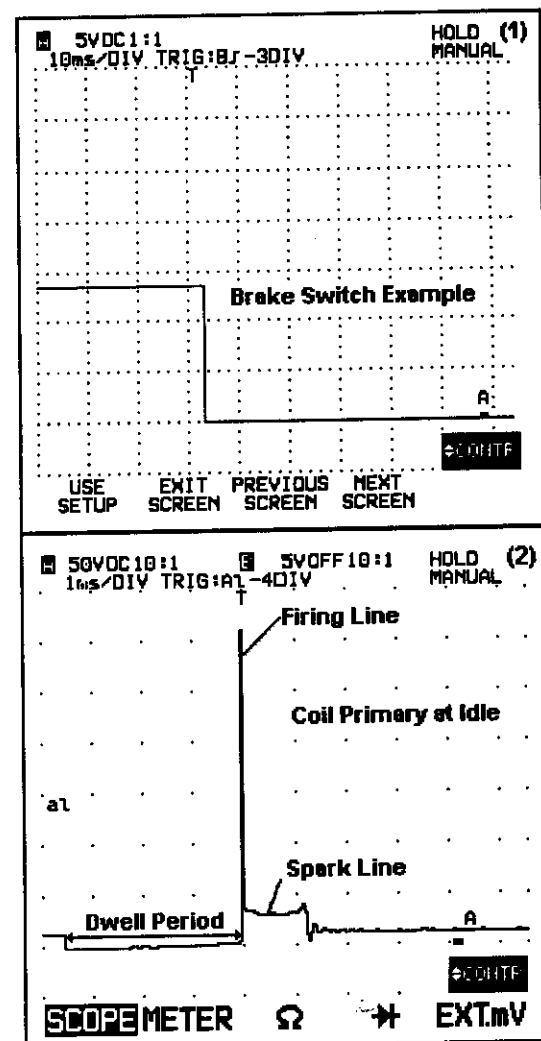 A 5VDC1:1 HOLD (1)
10ms/DIV TRIG:B -3DIV MANUAL
T
Brake Switch Example
A
CONTR
USE EXIT PREVIOUS NEXT
SETUP SCREEN SCREEN SCREEN
50VDC10:1 B 5VOFF10:1 HOLD (2)
1ms/DIV TRIG:A -4DIV MANUAL
T
Firing Line
Coil Primary at Idle
Spark Line
Dwell Period
A
CONTR
SCOPE METER Ω EXT.mV